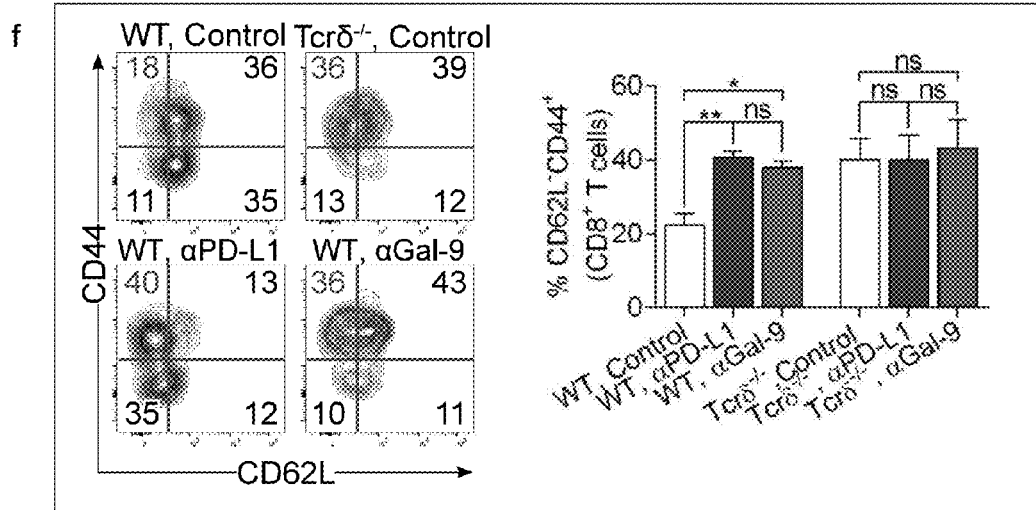 f
WT, Control
Tcrδ⁻/⁻, Control
18
36
36
39
11
35
13
12
WT, αPD-L1
WT, αGal-9
40
13
36
43
35
12
10
11
CD44
CD62L
% CD62L⁻CD44⁺
(CD8⁺ T cells)
60
40
20
0
*
**
ns
ns
ns
ns
WT, Control
WT, αPD-L1
WT, αGal-9
Tcrδ⁻/⁻, Control
Tcrδ⁻/⁻, αPD-L1
Tcrδ⁻/⁻, αGal-9